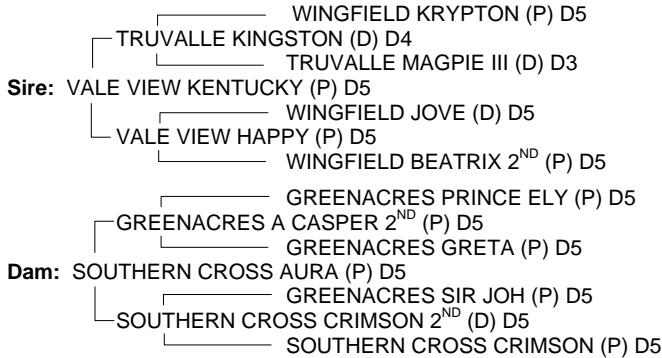 WINGFIELD KRYPTON (P) D5
TRUVALLE KINGSTON (D) D4
TRUVALLE MAGPIE III (D) D3
Sire: VALE VIEW KENTUCKY (P) D5
WINGFIELD JOVE (D) D5
VALE VIEW HAPPY (P) D5
WINGFIELD BEATRIX 2ND (P) D5
GREENACRES PRINCE ELY (P) D5
GREENACRES A CASPER 2ND (P) D5
GREENACRES GRETA (P) D5
Dam: SOUTHERN CROSS AURA (P) D5
GREENACRES SIR JOH (P) D5
SOUTHERN CROSS CRIMSON 2ND (D) D5
SOUTHERN CROSS CRIMSON (P) D5